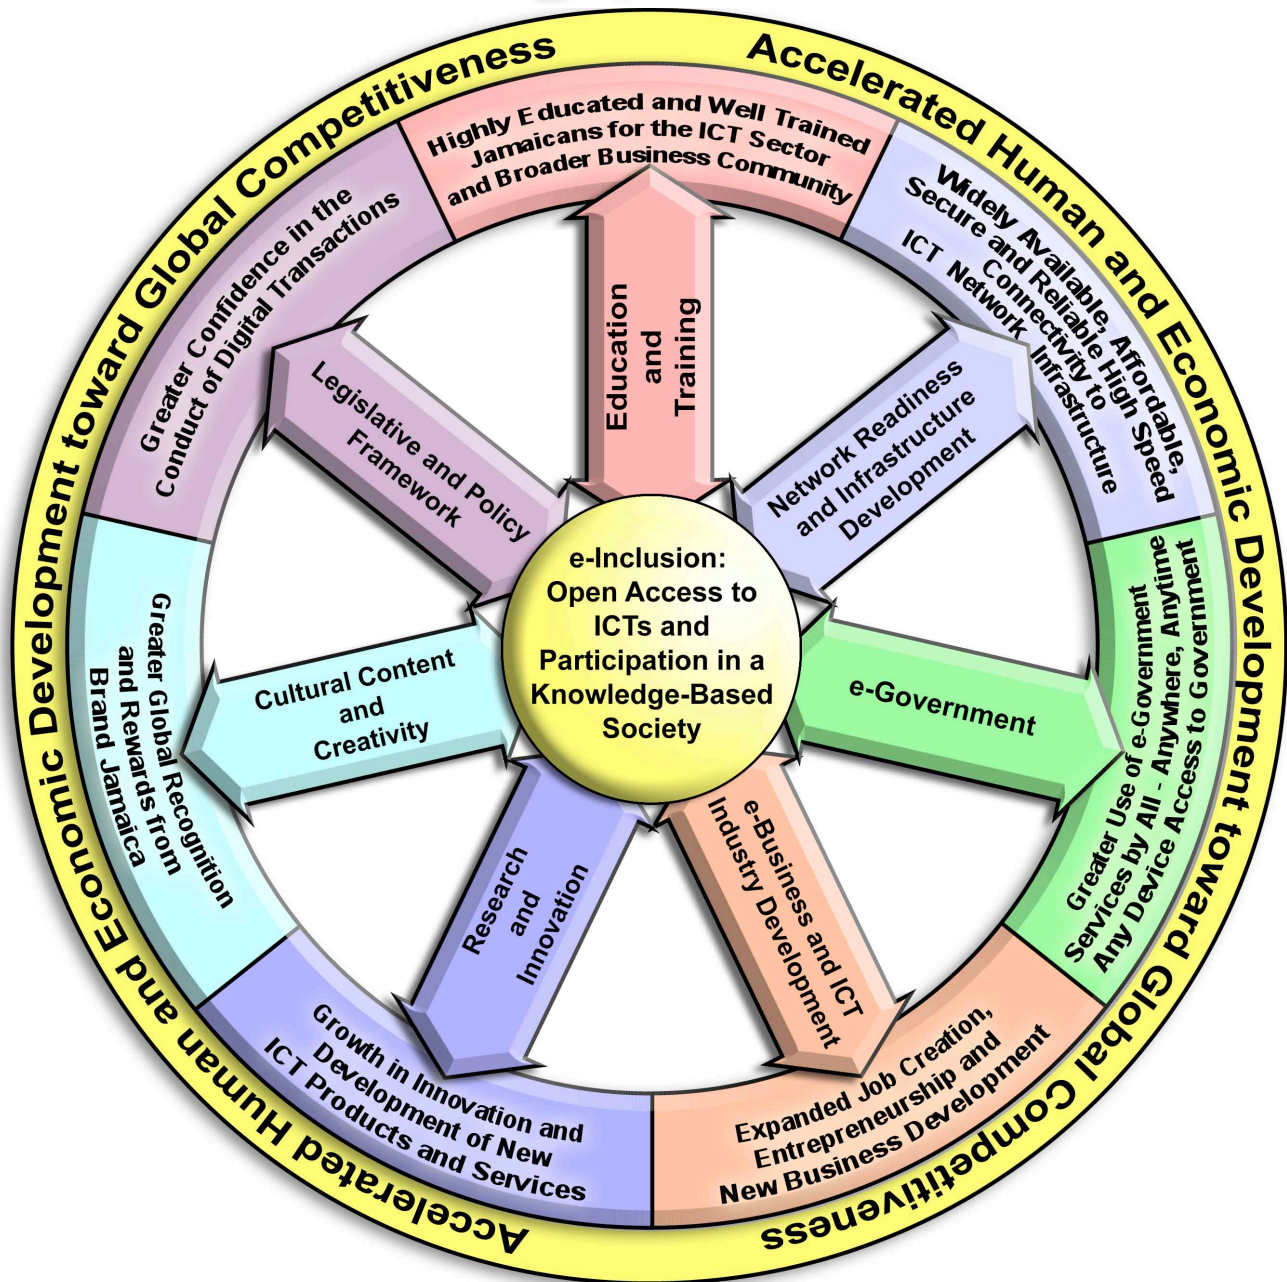 Accelerated Human and Economic Development toward Global Competitiveness
Accelerated Human and Economic Development toward Global Competitiveness
Highly Educated and Well Trained
Jamaicans for the ICT Sector
and Broader Business Community
Widely Available, Affordable,
Secure and Reliable High Speed
Connectivity to
ICT Network Infrastructure
Greater Use of e-Government
Services by All - Anywhere, Anytime
Any Device Access to Government
Expanded Job Creation,
Entrepreneurship and
New Business Development
Growth in Innovation and
Development of New
ICT Products and Services
Greater Global Recognition
and Rewards from
Brand Jamaica
Greater Confidence in the
Conduct of Digital Transactions
Education
and
Training
Network Readiness
and Infrastructure
Development
e-Government
e-Business and ICT
Industry Development
Research
and
Innovation
Cultural Content
and
Creativity
Legislative and Policy
Framework
e-Inclusion:
Open Access to
ICTs and
Participation in a
Knowledge-Based
Society